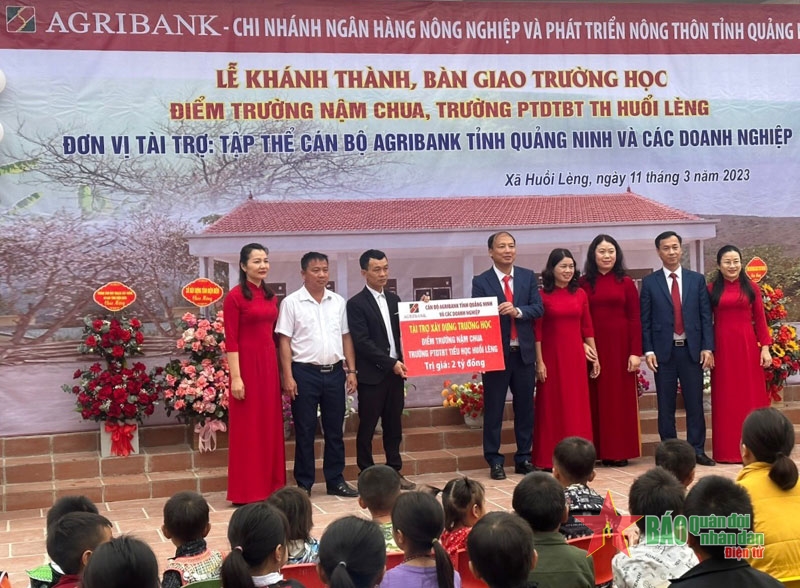 AGRIBANK - CHI NHÁNH NGÂN HÀNG NÔNG NGHIỆP VÀ PHÁT TRIỂN NÔNG THÔN TỈNH QUẢNG
LỄ KHÁNH THÀNH, BÀN GIAO TRƯỜNG HỌC
ĐIỂM TRƯỜNG NẬM CHUA, TRƯỜNG PTDTBT TH HUỔI LÈNG
ĐƠN VỊ TÀI TRỢ: TẬP THỂ CÁN BỘ AGRIBANK TỈNH QUẢNG NINH VÀ CÁC DOANH NGHIỆP
Xã Huổi Lèng, ngày 11 tháng 3 năm 2023
AGRIBANK
CÁN BỘ AGRIBANK TỈNH QUẢNG NINH
VÀ CÁC DOANH NGHIỆP
TÀI TRỢ XÂY DỰNG TRƯỜNG HỌC
ĐIỂM TRƯỜNG NẬM CHUA
TRƯỜNG PTDTBT TIỂU HỌC HUỔI LÈNG
Trị giá: 2 tỷ đồng
BÁO Quân đội
nhân dân
Điện tử